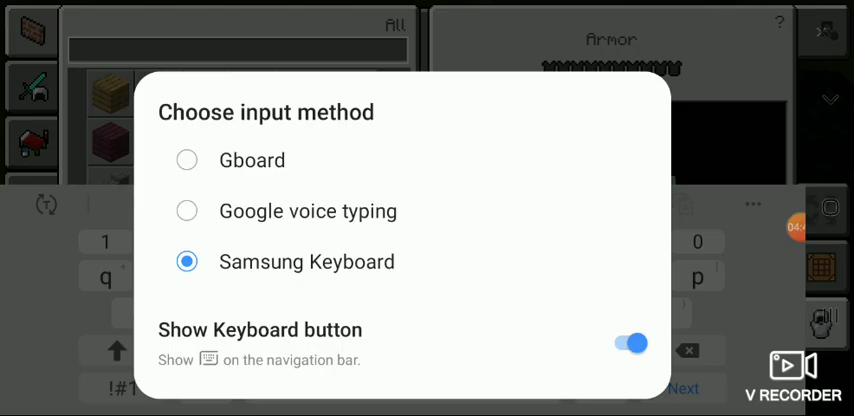 All
?
Armor
Choose input method
Gboard
Google voice typing
Samsung Keyboard
Show Keyboard button
Show on the navigation bar.
1
0
q
p
!#1
Next
V RECORDER